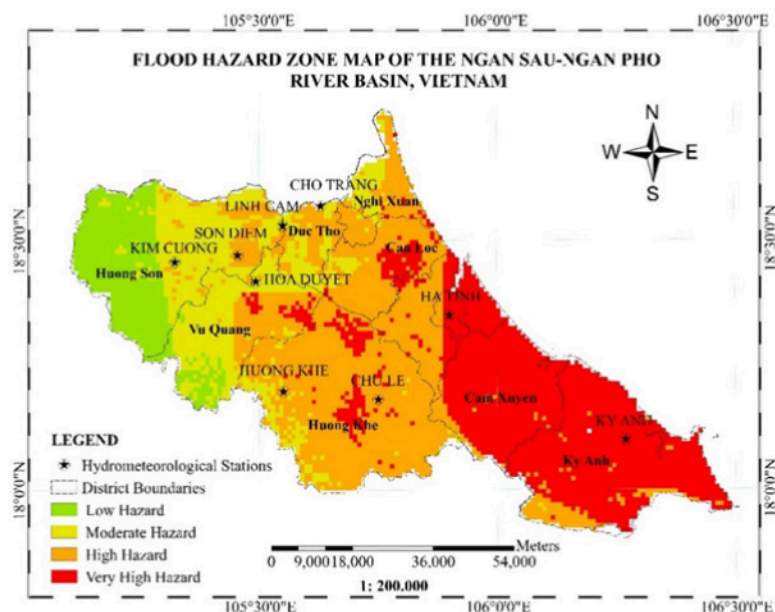 105°30'0"E 106°0'0"E 106°30'0"E
FLOOD HAZARD ZONE MAP OF THE NGAN SAU-NGAN PHO
RIVER BASIN, VIETNAM
N
W E
S
CHO TRANG
LINH CAM
Nghi Xuan
Duc Tho
SON DIEM
Can Loc
KIM CUONG
18°30'0"N
18°30'0"N
Huong Son
HOA DUYET
HA TINH
Vu Quang
HUONG KHE
CHU LE
Cam Xuyen
Huong Khe
KY ANH
Ky Anh
LEGEND
Hydrometeorological Stations
District Boundaries
Low Hazard
Moderate Hazard
High Hazard
Very High Hazard
18°0'0"N
18°0'0"N
Meters
0 9,000 18,000 36,000 54,000
1: 200,000
105°30'0"E 106°0'0"E 106°30'0"E